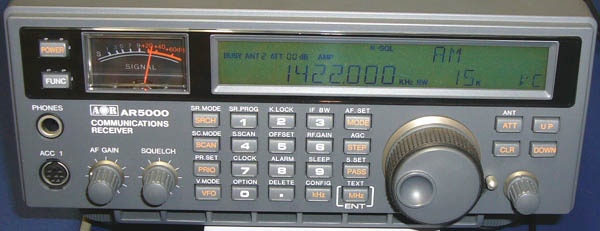 POWER
FUNC
SIGNAL
AM
BUSY ANT2 ATT 00dB AMP
1422.000 KHz BW 15K
PHONES
AOR AR5000
COMMUNICATIONS
RECEIVER
ACC 1
AF GAIN SQUELCH
SR.MODE SR.PROG K.LOCK IF BW AF.SET
SRCH 1 2 3 MODE
SC.MODE S.SCAN OFFSET RF.GAIN AGC
SCAN 4 5 6 STEP
PR.SET CLOCK ALARM SLEEP S.SET
PRIO 7 8 9 PASS
V.MODE OPTION DELETE CONFIG TEXT
VFO 0 . kHz MHz
ENT
ANT
ATT UP
CLR DOWN